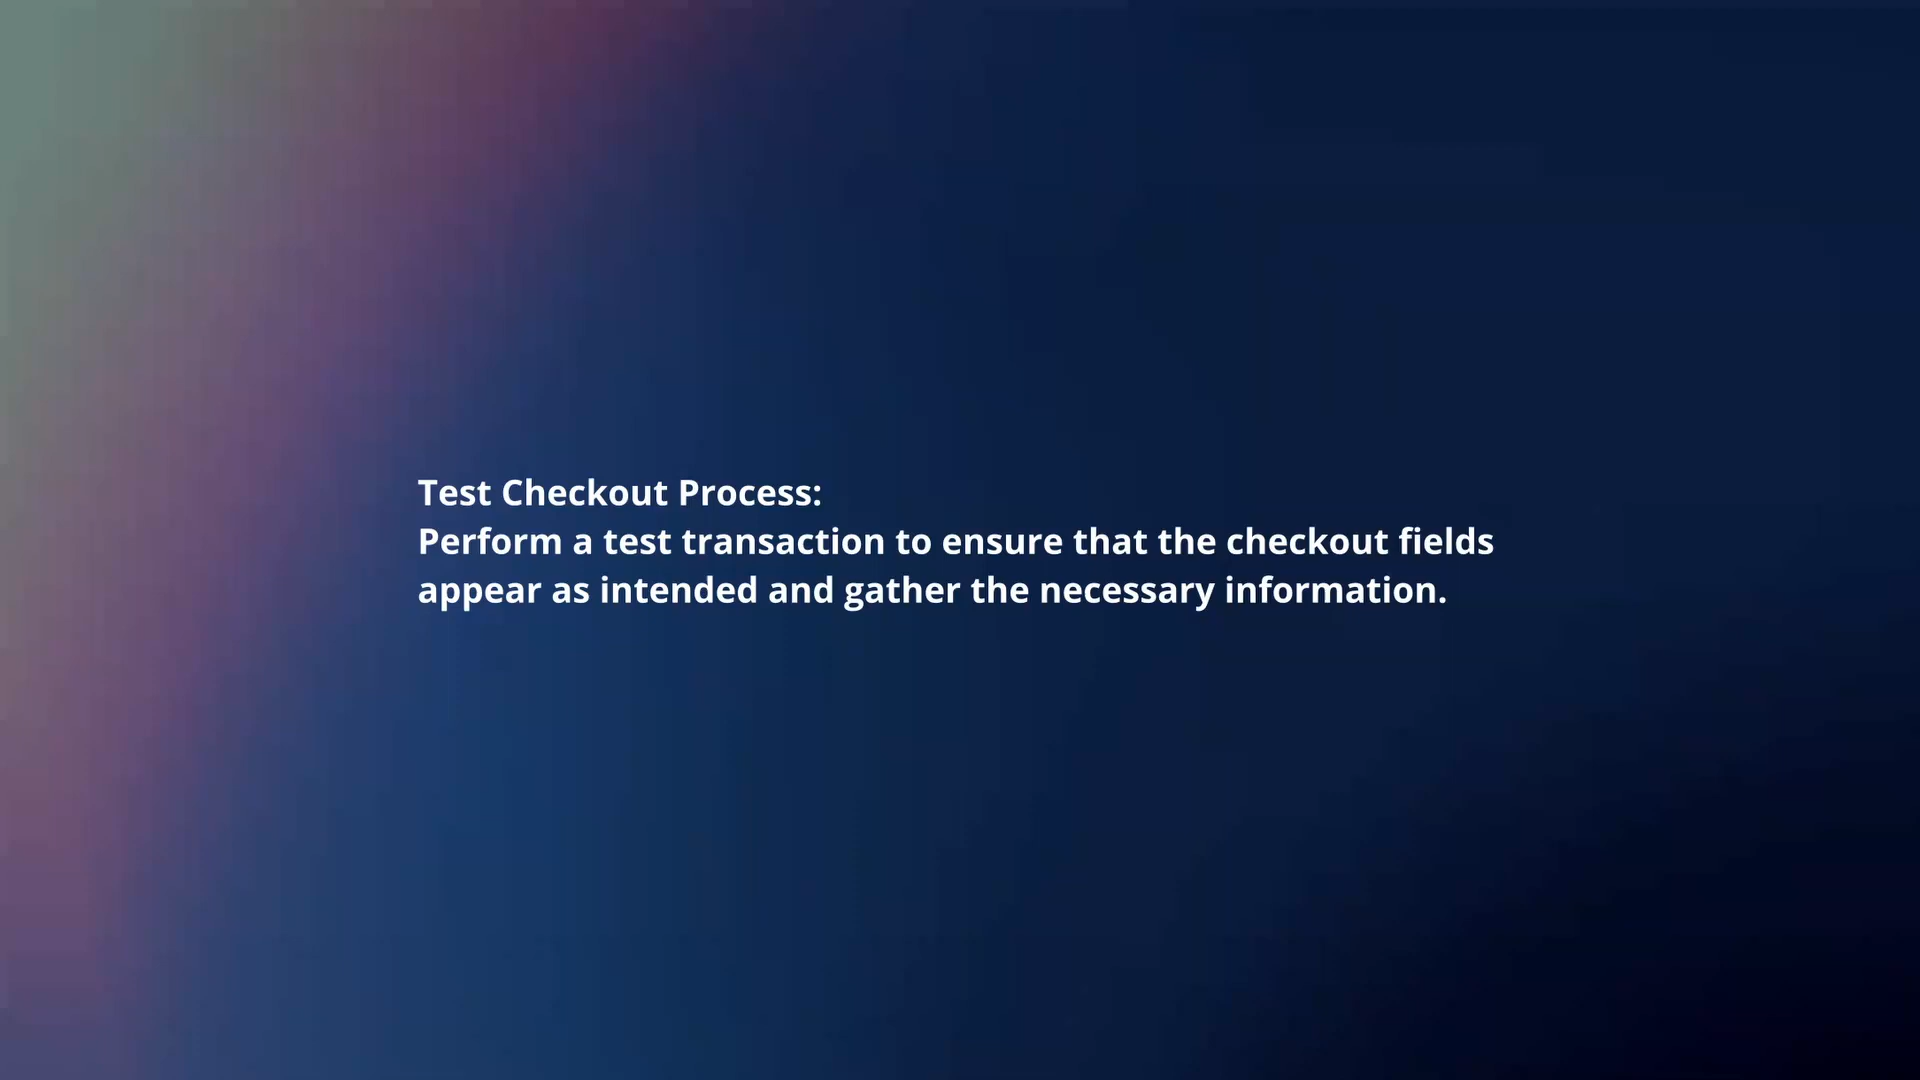 Test Checkout Process:
Perform a test transaction to ensure that the checkout fields
appear as intended and gather the necessary information.